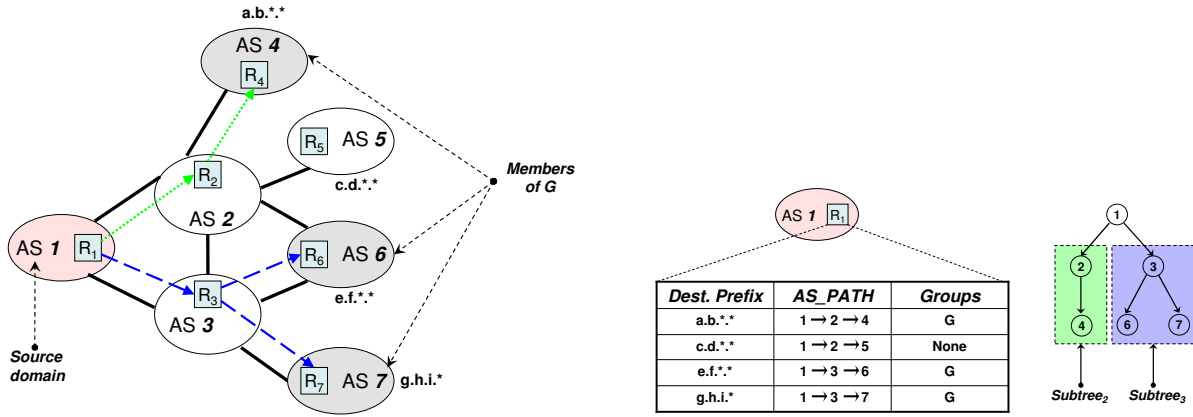 a.b.*.*
AS 4
R4
R5 AS 5
c.d.*.*
Members
of G
R2
AS 2
AS 1 R1
R6 AS 6
e.f.*.*
R3
AS 3
R7 AS 7
g.h.i.*
Source
domain
AS 1 R1
Dest. Prefix AS_PATH Groups
a.b.*.* 1→2→4 G
c.d.*.* 1→2→5 None
e.f.*.* 1→3→6 G
g.h.i.* 1→3→7 G
1
2 3
4 6 7
Subtree2 Subtree3